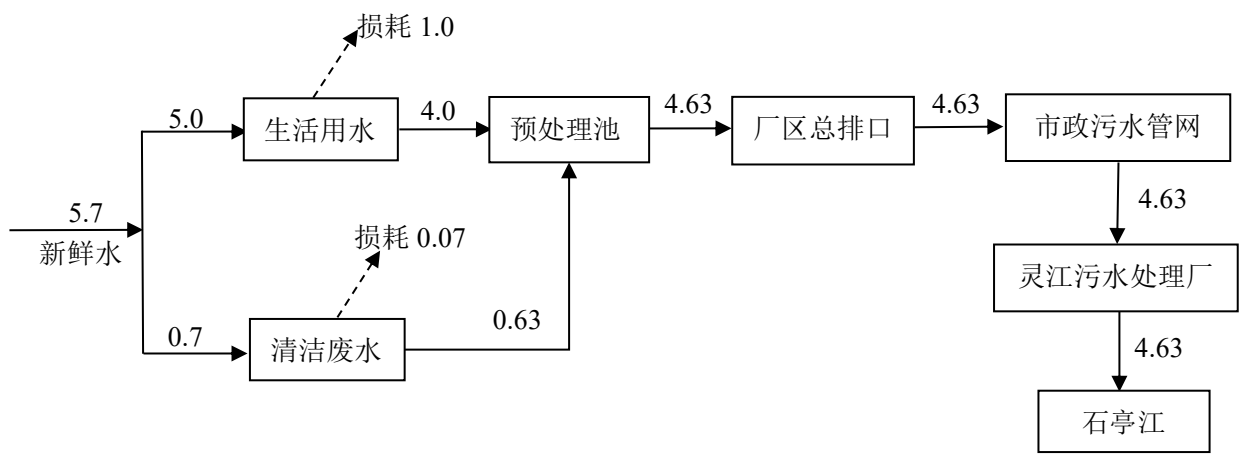 损耗 1.0
5.0
生活用水
4.0
预处理池
4.63
厂区总排口
4.63
市政污水管网
5.7
新鲜水
4.63
损耗 0.07
灵江污水处理厂
0.7
清洁废水
0.63
4.63
石亭江